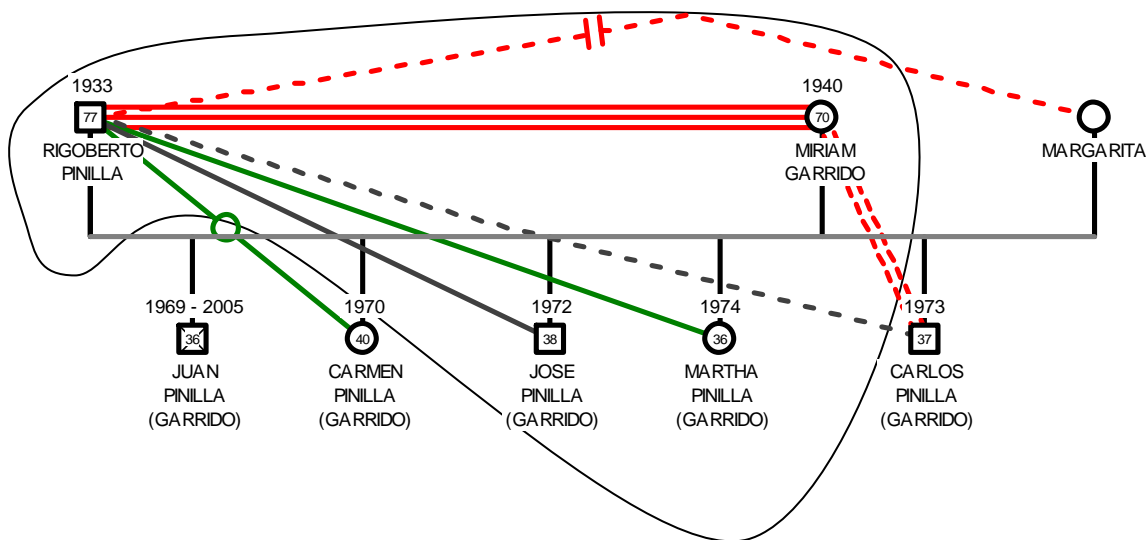 1933
1940
77
70
RIGOBERTO
PINILLA
MIRIAM
GARRIDO
MARGARITA
1969 - 2005
1970
1972
1974
1973
36
40
38
36
37
JUAN
PINILLA
(GARRIDO)
CARMEN
PINILLA
(GARRIDO)
JOSE
PINILLA
(GARRIDO)
MARTHA
PINILLA
(GARRIDO)
CARLOS
PINILLA
(GARRIDO)